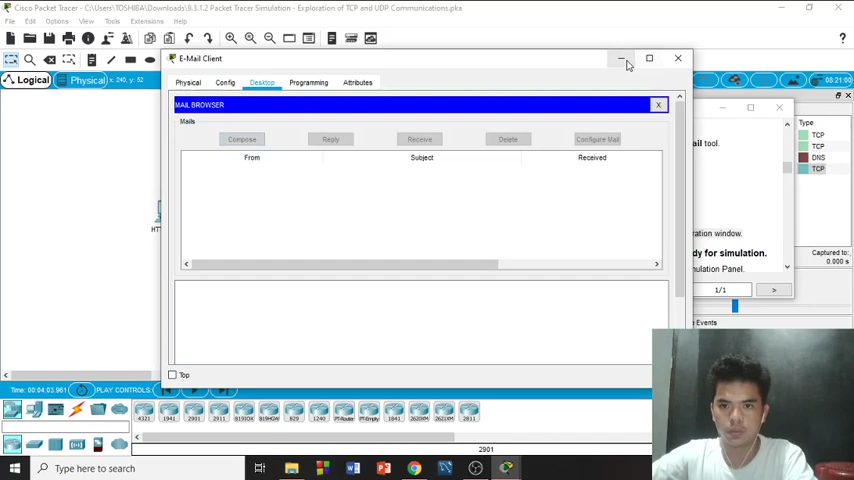 Cisco Packet Tracer - C:\Users\TOSHIBA\Downloads\9.3.1.2 Packet Tracer Simulation - Exploration of TCP and UDP Communications.pka
File Edit Options View Tools Extensions Help
E-Mail Client
Logical Physical x: 240, y: 52
08:21:00
Physical Config Desktop Programming Attributes
MAIL BROWSER X
Mails
Compose Reply Receive Delete Configure Mail
From Subject Received
Type
TCP
TCP
DNS
TCP
ail tool.
ration window.
dy for simulation.
mulation Panel.
Captured to:
0.000 s
1/1 >
e Events
HT
Top
Time: 00:04:03.961 PLAY CONTROLS:
4321 1941 2901 2911 819IOX 819HGW 829 1240 PT-Router PT-Empty 1841 2620XM 2621XM 2811
2901
Type here to search